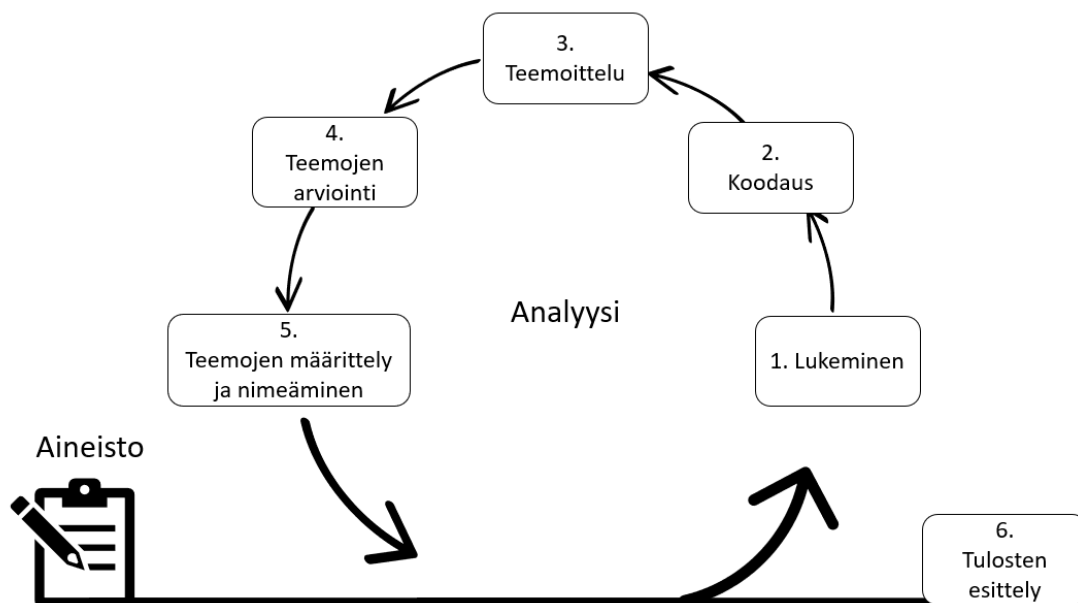 3.
Teemoittelu
4.
Teemojen
arviointi
2.
Koodaus
Analyysi
5.
Teemojen määrittely
ja nimeäminen
1. Lukeminen
Aineisto
6.
Tulosten
esittely